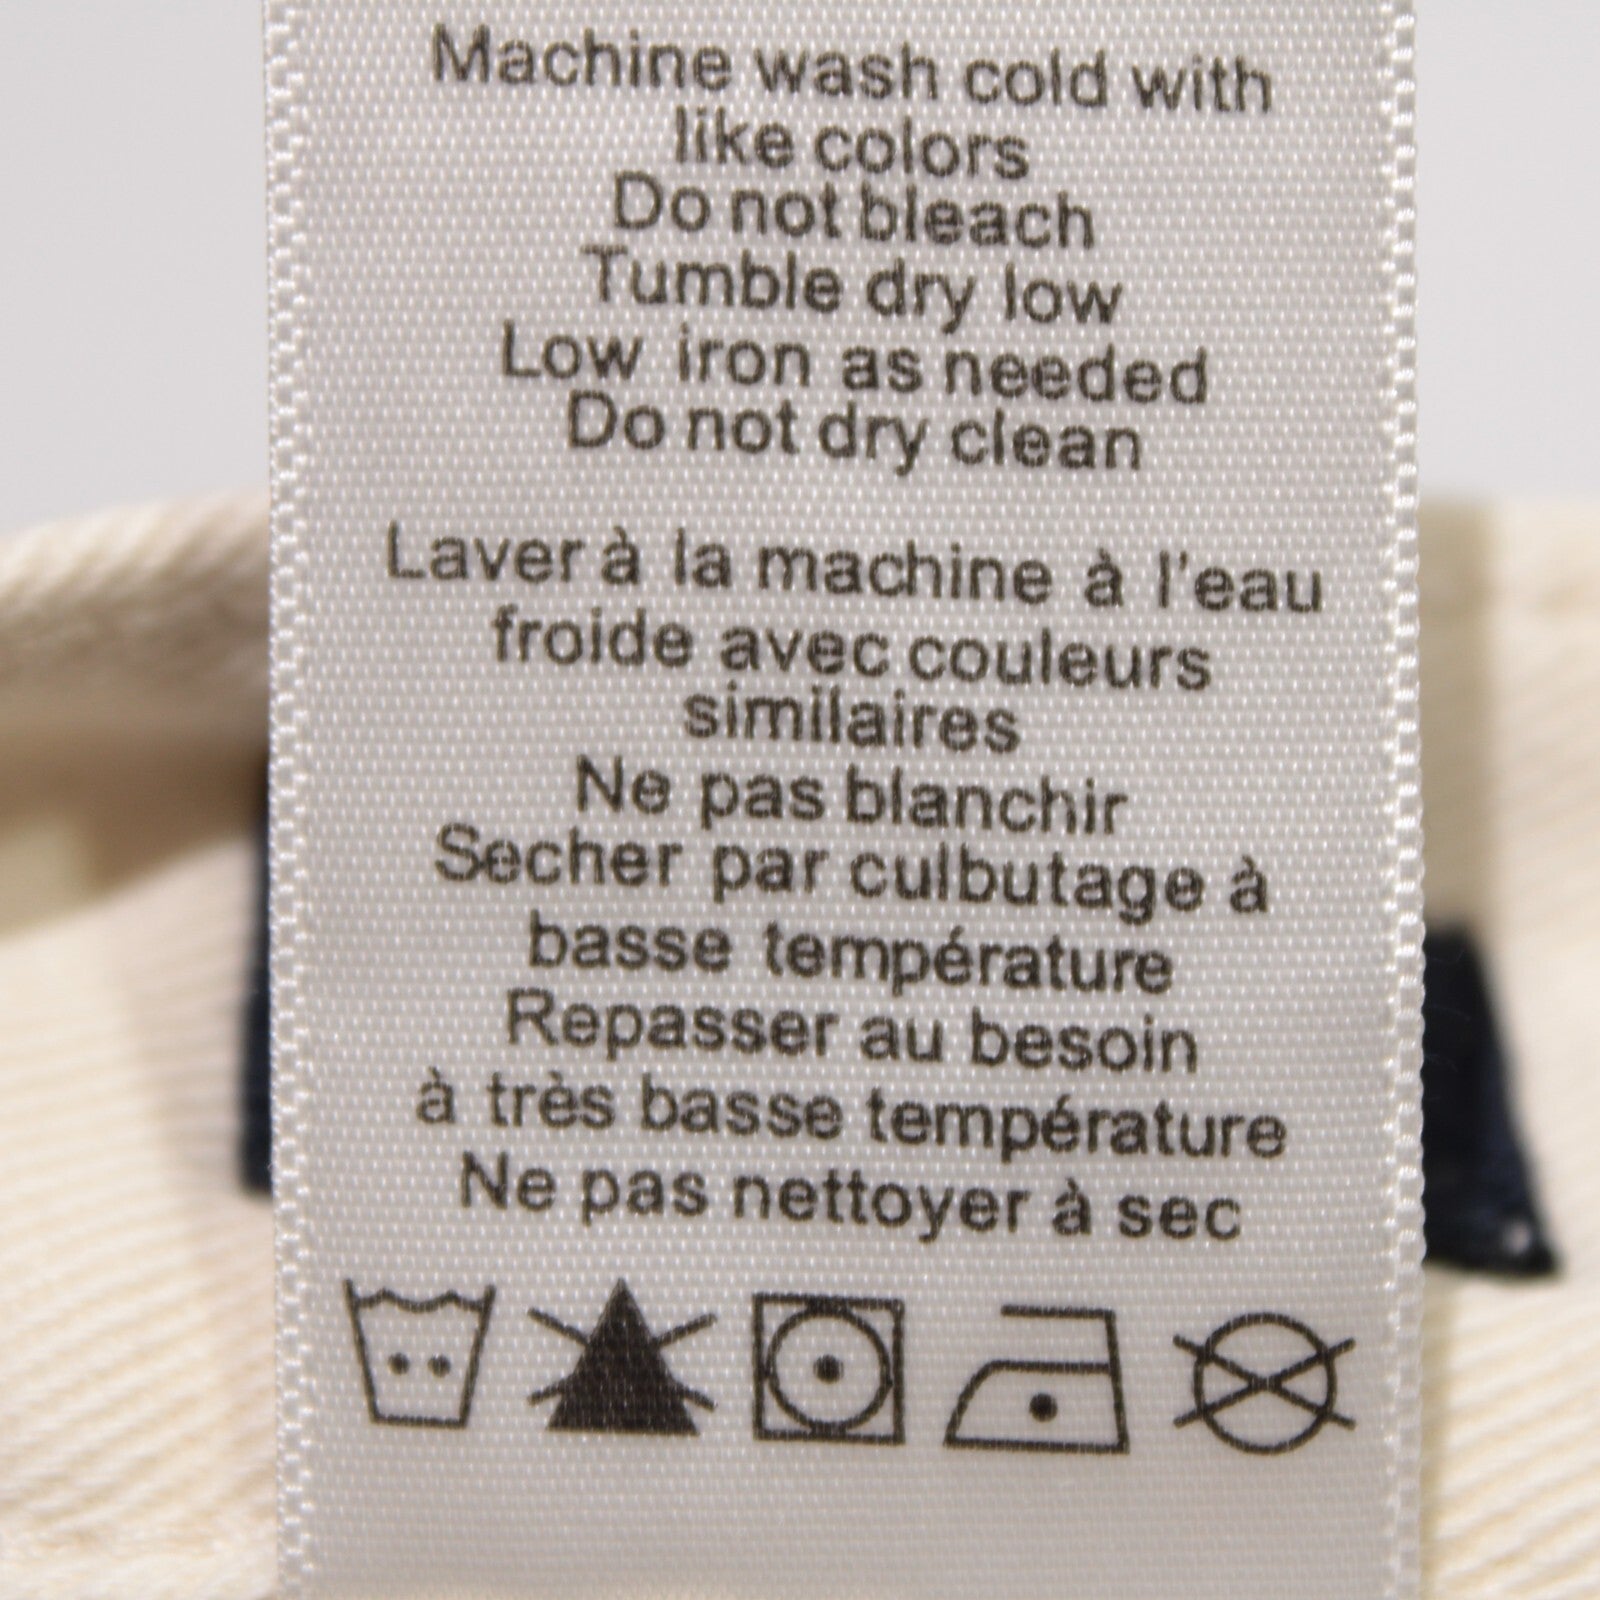 Machine wash cold with
like colors
Do not bleach
Tumble dry low
Low iron as needed
Do not dry clean
Laver à la machine à l'eau
froide avec couleurs
similaires
Ne pas blanchir
Secher par culbutage à
basse température
Repasser au besoin
à très basse température
Ne pas nettoyer à sec